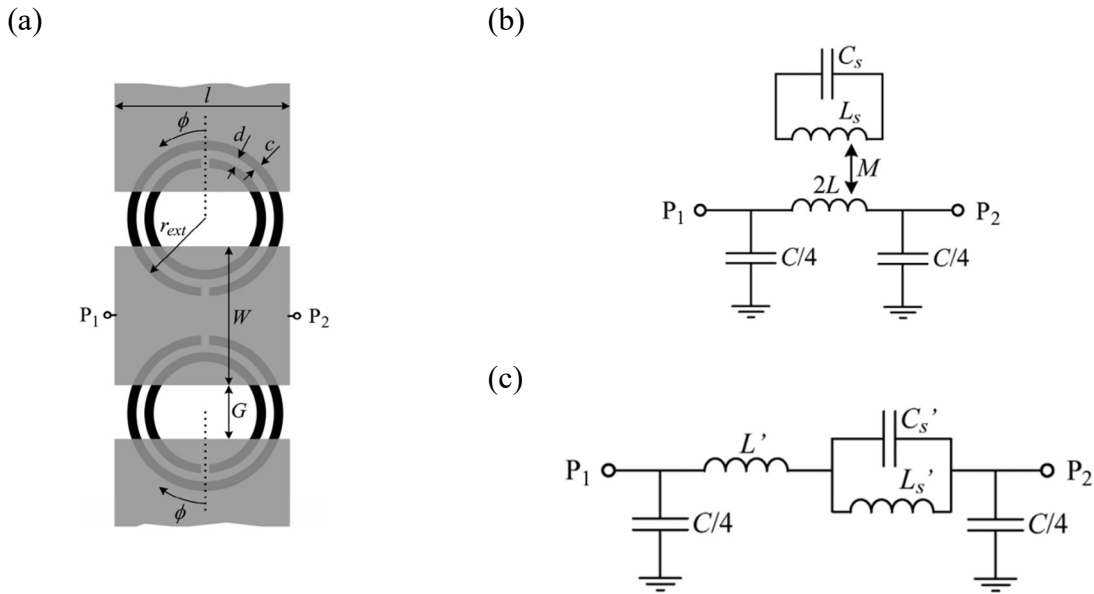 (a)
l
ϕ
d
c
r_ext
P₁
W
P₂
G
ϕ
(b)
C_s
L_s
M
2L
P₁
P₂
C/4
C/4
(c)
C_s’
L’
L_s’
P₁
P₂
C/4
C/4